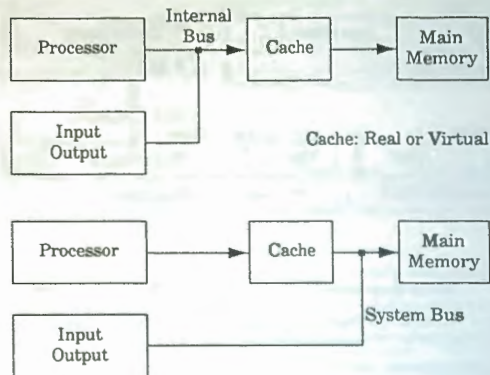 Internal
Bus
Processor
Cache
Main
Memory
Input
Output
Cache: Real or Virtual
Processor
Cache
Main
Memory
System Bus
Input
Output